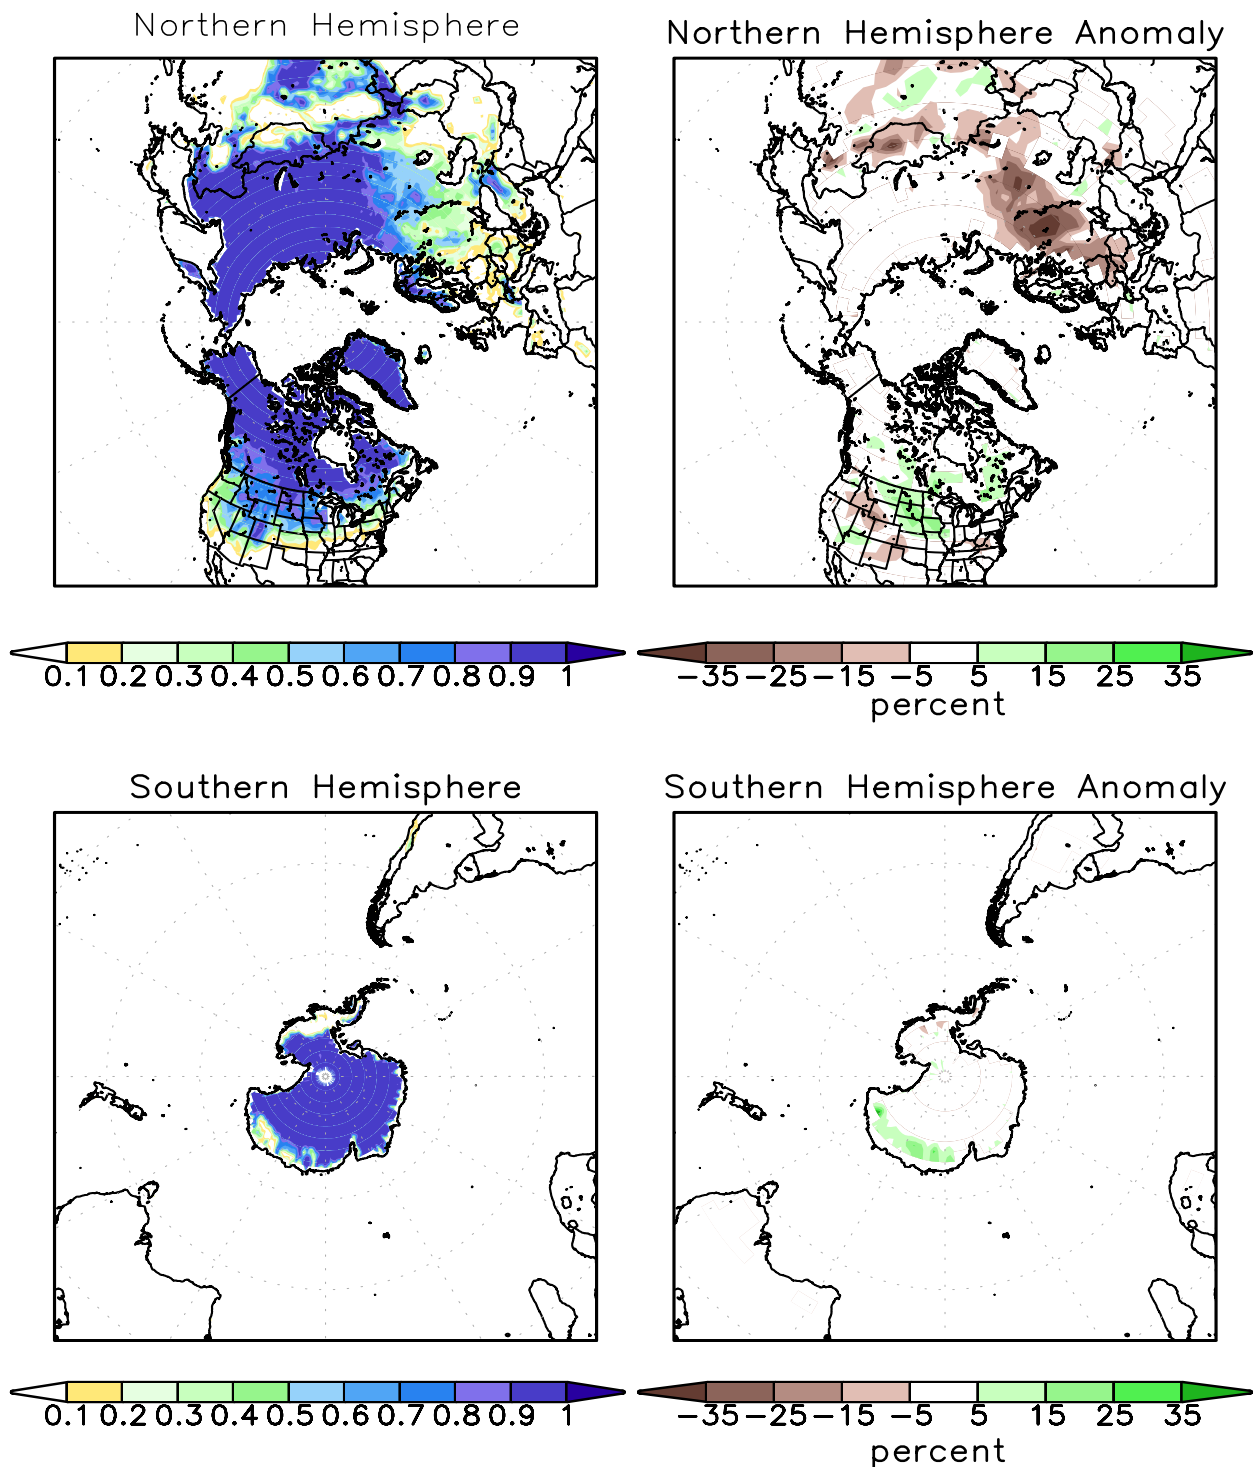 Northern Hemisphere
Northern Hemisphere Anomaly
0.1 0.2 0.3 0.4 0.5 0.6 0.7 0.8 0.9 1
-35 -25 -15 -5 5 15 25 35
percent
Southern Hemisphere
Southern Hemisphere Anomaly
0.1 0.2 0.3 0.4 0.5 0.6 0.7 0.8 0.9 1
-35 -25 -15 -5 5 15 25 35
percent